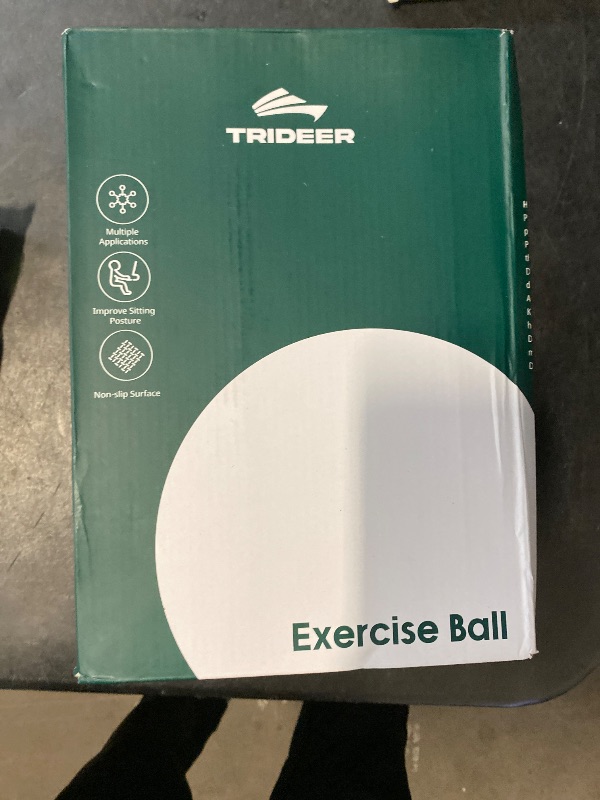 TRIDEER
Multiple
Applications
Improve Sitting
Posture
Non-slip Surface
Exercise Ball